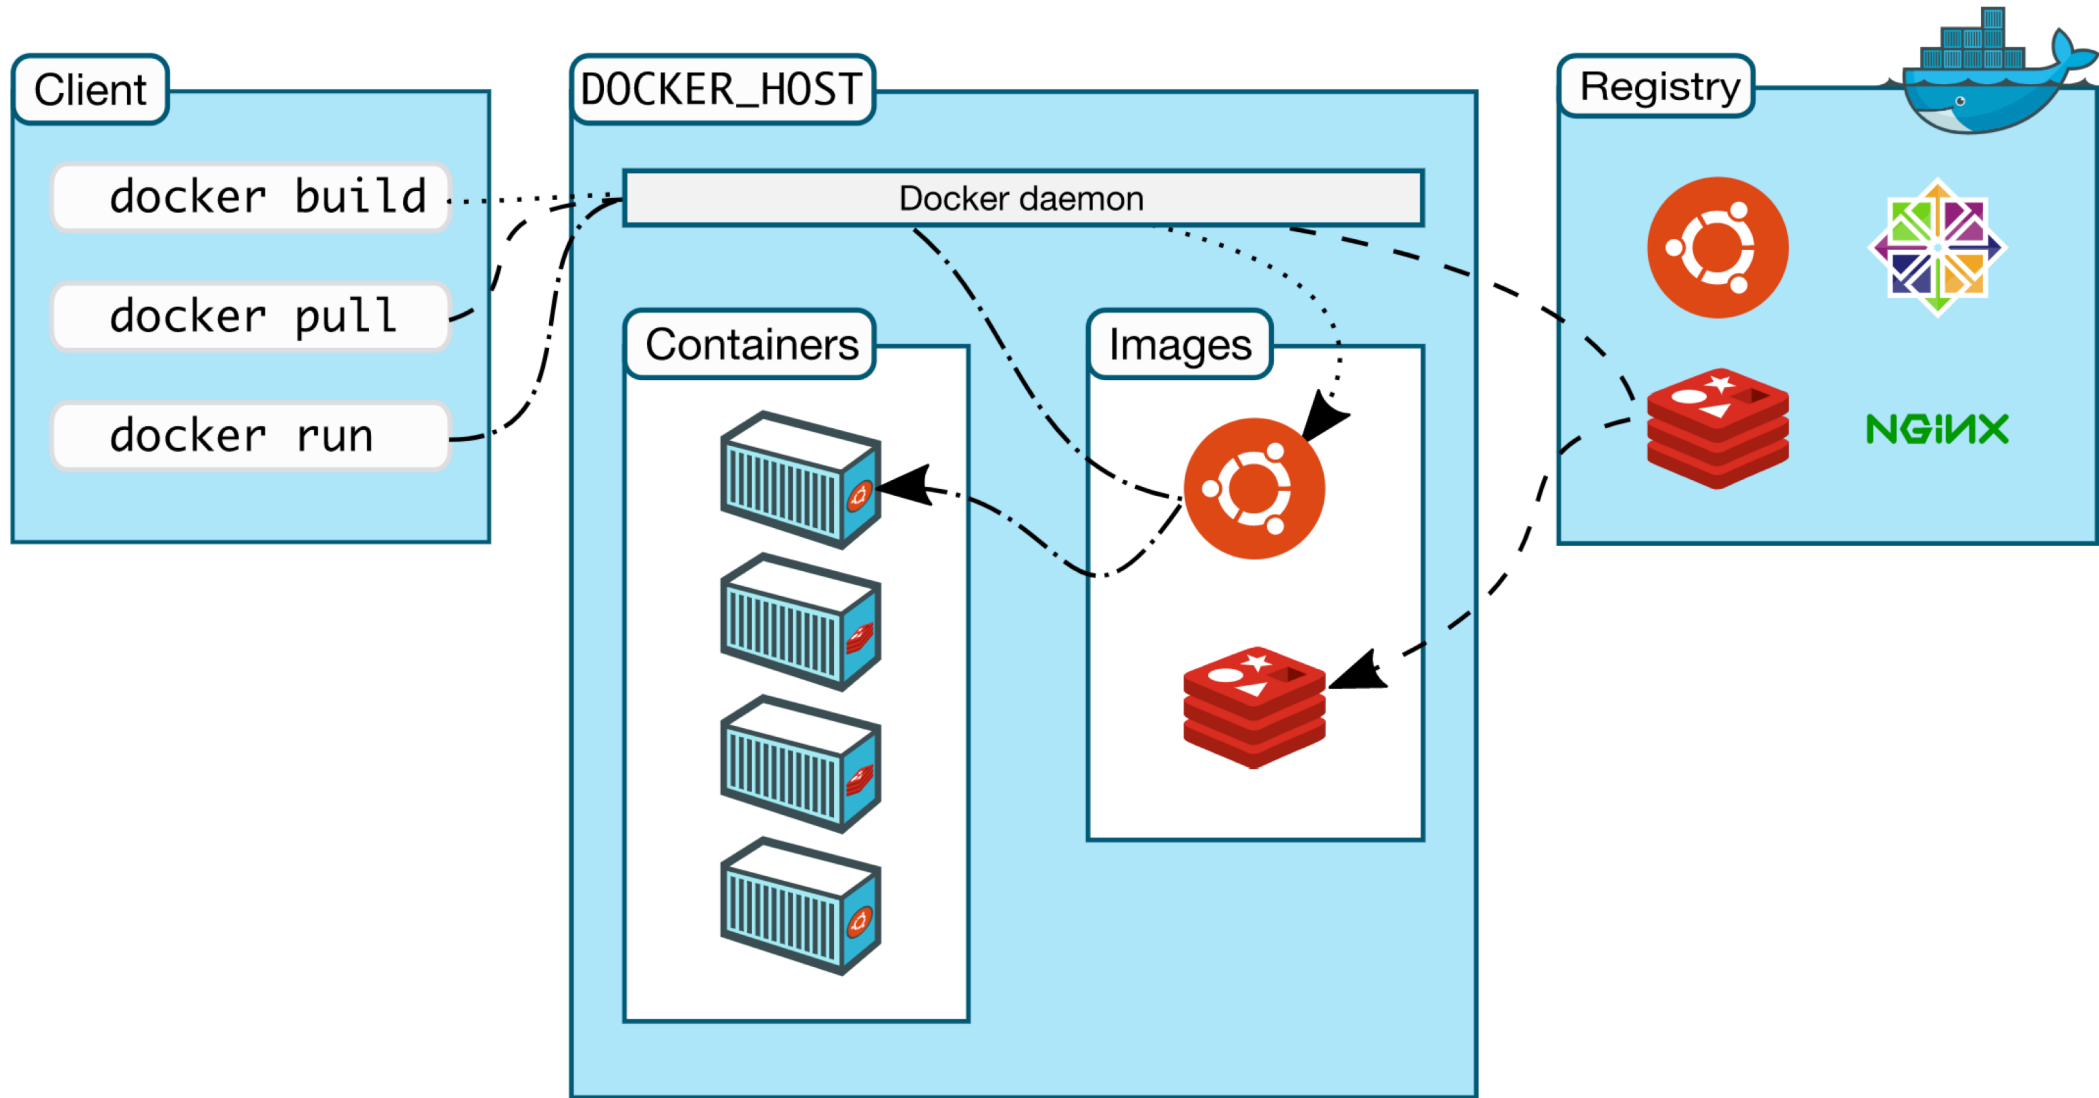 Client
docker build
docker pull
docker run
DOCKER_HOST
Docker daemon
Containers
Images
Registry
NGiNX